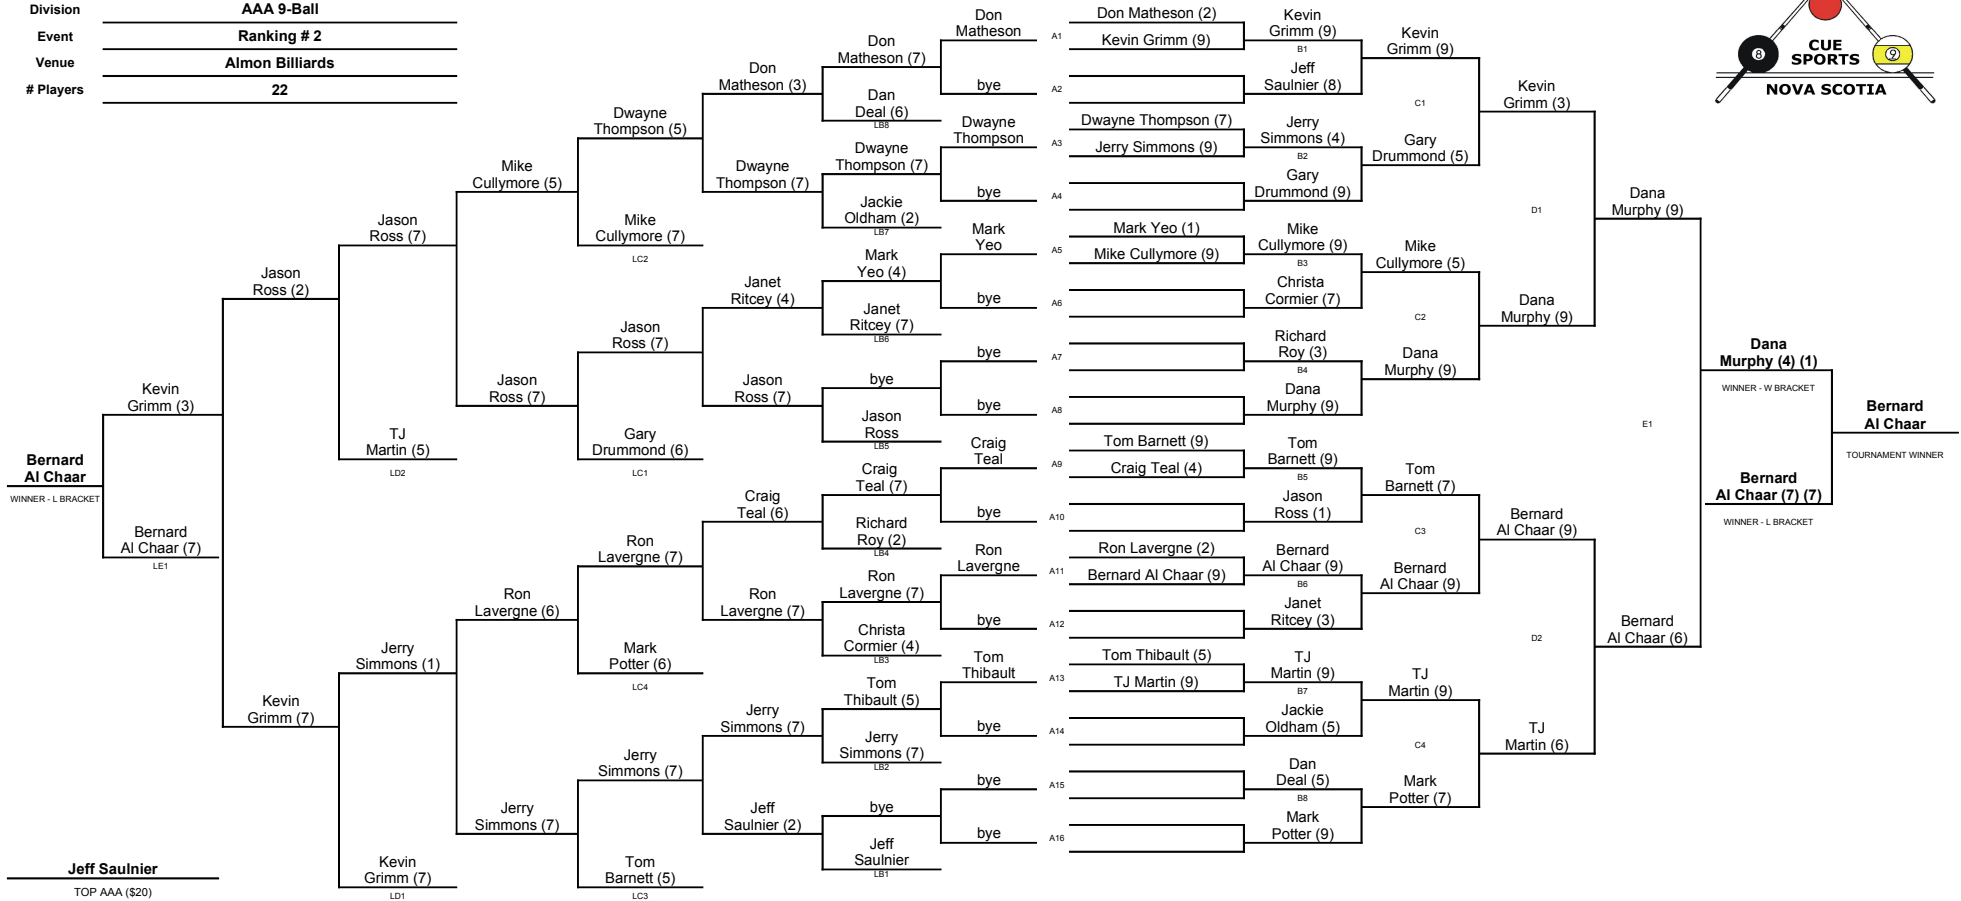 Division AAA 9-Ball
Event Ranking # 2
Venue Almon Billiards
# Players 22
8
9
CUE
SPORTS
NOVA SCOTIA
Bernard
Al Chaar
WINNER - L BRACKET
Kevin
Grimm (3)
Bernard
Al Chaar (7)
LE1
Jason
Ross (2)
Kevin
Grimm (7)
Jason
Ross (7)
TJ
Martin (5)
LD2
Jerry
Simmons (1)
Kevin
Grimm (7)
LD1
Mike
Cullymore (5)
Jason
Ross (7)
Ron
Lavergne (6)
Jerry
Simmons (7)
Dwayne
Thompson (5)
Mike
Cullymore (7)
LC2
Jason
Ross (7)
Gary
Drummond (6)
LC1
Ron
Lavergne (7)
Mark
Potter (6)
LC4
Jerry
Simmons (7)
Tom
Barnett (5)
LC3
Don
Matheson (3)
Dwayne
Thompson (7)
Janet
Ritcey (4)
Jason
Ross (7)
Craig
Teal (6)
Ron
Lavergne (7)
Jerry
Simmons (7)
Jeff
Saulnier (2)
Don
Matheson (7)
Dan
Deal (6)
LB8
Dwayne
Thompson (7)
Jackie
Oldham (2)
LB7
Mark
Yeo (4)
Janet
Ritcey (7)
LB6
bye
Jason
Ross
LB5
Craig
Teal (7)
Richard
Roy (2)
LB4
Ron
Lavergne (7)
Christa
Cormier (4)
LB3
Tom
Thibault (5)
Jerry
Simmons (7)
LB2
bye
Jeff
Saulnier
LB1
Don
Matheson
bye
Dwayne
Thompson
bye
Mark
Yeo
bye
bye
bye
Craig
Teal
bye
Ron
Lavergne
bye
Tom
Thibault
bye
bye
bye
A1
A2
A3
A4
A5
A6
A7
A8
A9
A10
A11
A12
A13
A14
A15
A16
Don Matheson (2)
Kevin Grimm (9)
Dwayne Thompson (7)
Jerry Simmons (9)
Mark Yeo (1)
Mike Cullymore (9)
Tom Barnett (9)
Craig Teal (4)
Ron Lavergne (2)
Bernard Al Chaar (9)
Tom Thibault (5)
TJ Martin (9)
Kevin
Grimm (9)
B1
Jeff
Saulnier (8)
Jerry
Simmons (4)
B2
Gary
Drummond (9)
Mike
Cullymore (9)
B3
Christa
Cormier (7)
Richard
Roy (3)
B4
Dana
Murphy (9)
Tom
Barnett (9)
B5
Jason
Ross (1)
Bernard
Al Chaar (9)
B6
Janet
Ritcey (3)
TJ
Martin (9)
B7
Jackie
Oldham (5)
Dan
Deal (5)
B8
Mark
Potter (9)
Kevin
Grimm (9)
C1
Gary
Drummond (5)
Mike
Cullymore (5)
C2
Dana
Murphy (9)
Tom
Barnett (7)
C3
Bernard
Al Chaar (9)
TJ
Martin (9)
C4
Mark
Potter (7)
Kevin
Grimm (3)
D1
Dana
Murphy (9)
Bernard
Al Chaar (9)
D2
TJ
Martin (6)
Dana
Murphy (9)
E1
Bernard
Al Chaar (6)
Dana
Murphy (4) (1)
WINNER - W BRACKET
Bernard
Al Chaar (7) (7)
WINNER - L BRACKET
Bernard
Al Chaar
TOURNAMENT WINNER
Jeff Saulnier
TOP AAA ($20)